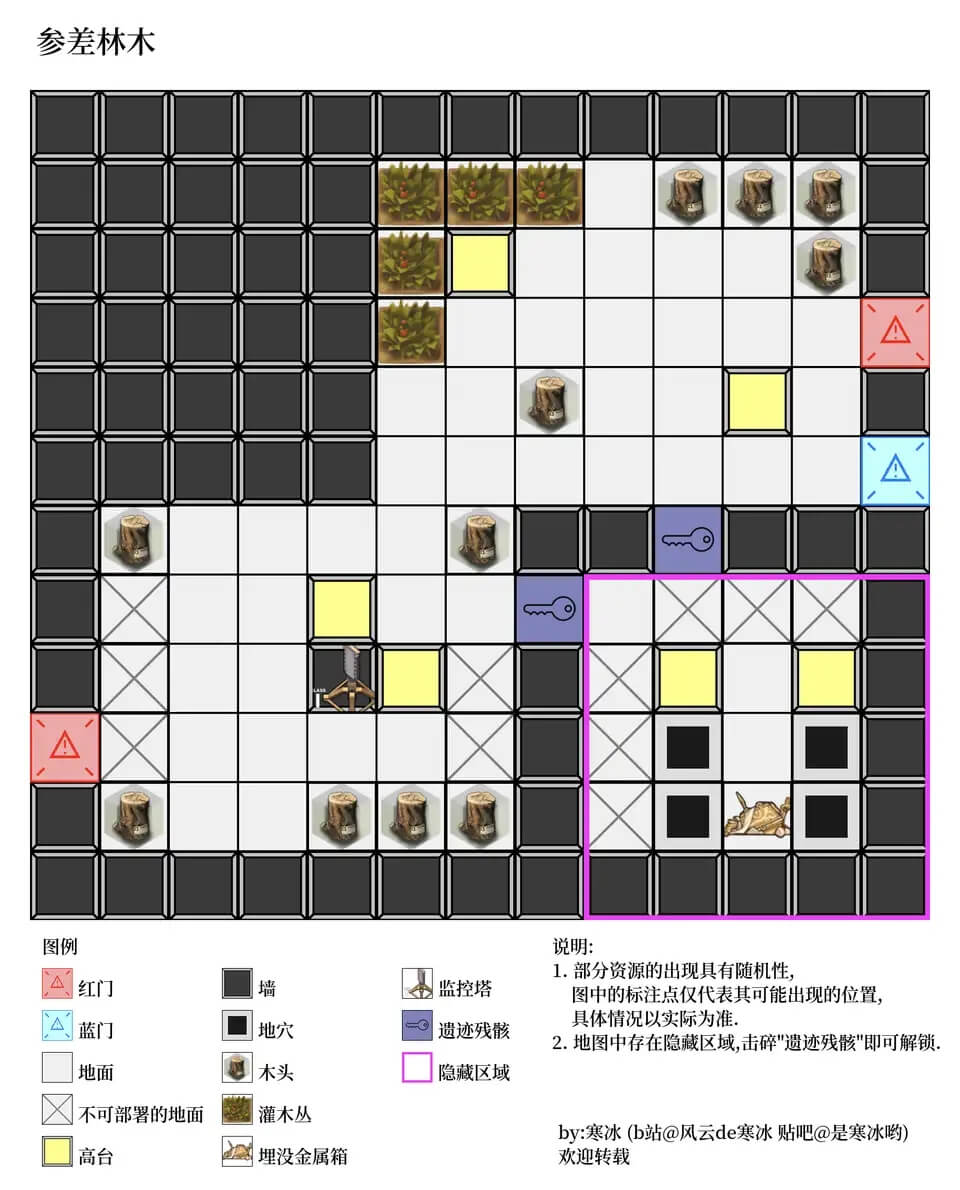 参差林木
图例
红门
蓝门
地面
不可部署的地面
高台
墙
地穴
木头
灌木丛
埋没金属箱
监控塔
遗迹残骸
隐藏区域
说明:
1. 部分资源的出现具有随机性,
图中的标注点仅代表其可能出现的位置,
具体情况以实际为准.
2. 地图中存在隐藏区域,击碎"遗迹残骸"即可解锁.
by:寒冰 (b站@风云de寒冰 贴吧@是寒冰哟)
欢迎转载